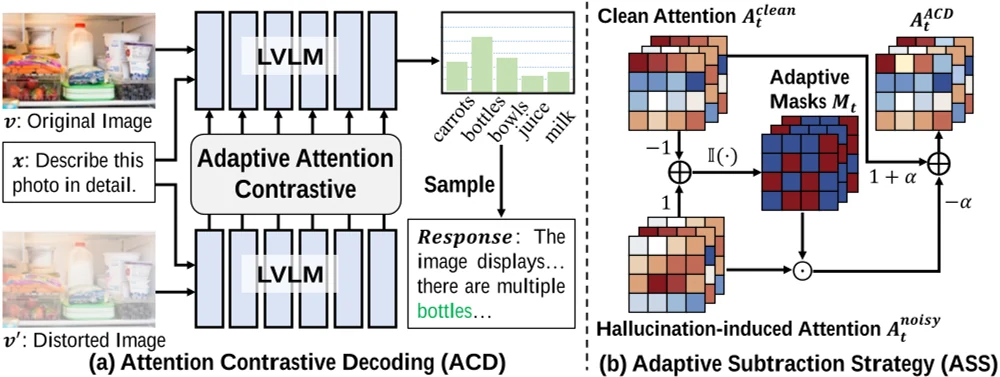 LVLM
v: Original Image
x: Describe this
photo in detail.
Adaptive Attention
Contrastive
LVLM
v′: Distorted Image
carrots
bottles
bowls
juice
milk
Sample
Response: The
image displays…
there are multiple
bottles…
(a) Attention Contrastive Decoding (ACD)
Clean Attention A_t^{clean}
A_t^{ACD}
Adaptive
Masks M_t
−1
𝕀(·)
1
1 + α
−α
Hallucination-induced Attention A_t^{noisy}
(b) Adaptive Subtraction Strategy (ASS)